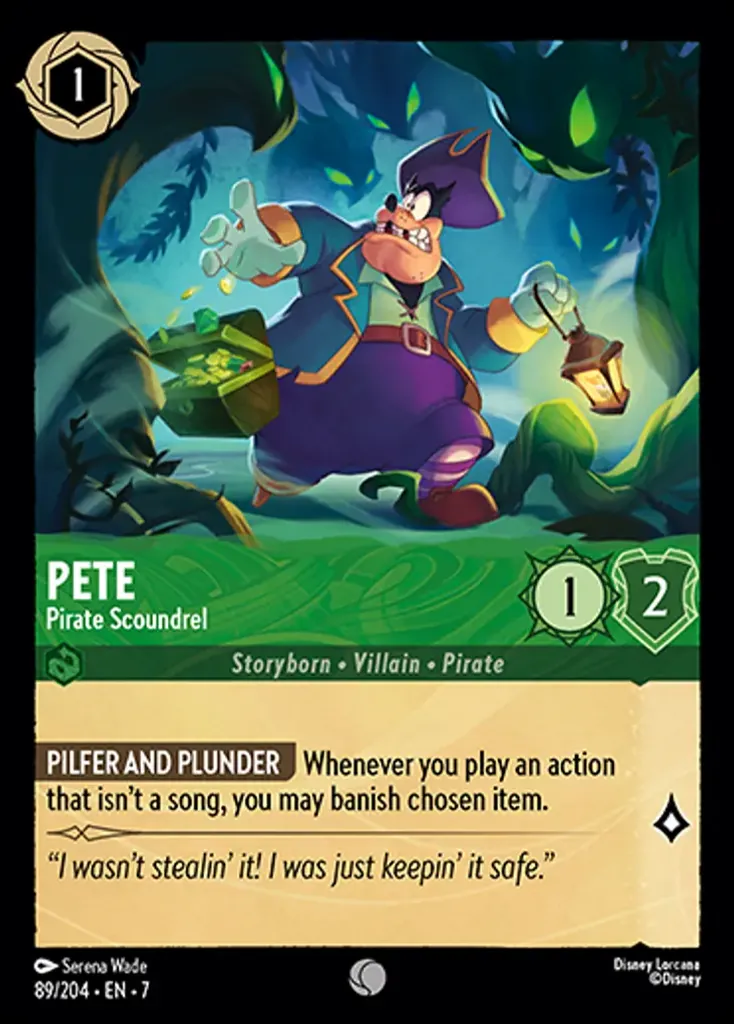 1
PETE
Pirate Scoundrel
1
2
Storyborn • Villain • Pirate
PILFER AND PLUNDER Whenever you play an action
that isn't a song, you may banish chosen item.
“I wasn't stealin' it! I was just keepin' it safe.”
Serena Wade
89/204 • EN • 7
Disney Lorcana
©Disney